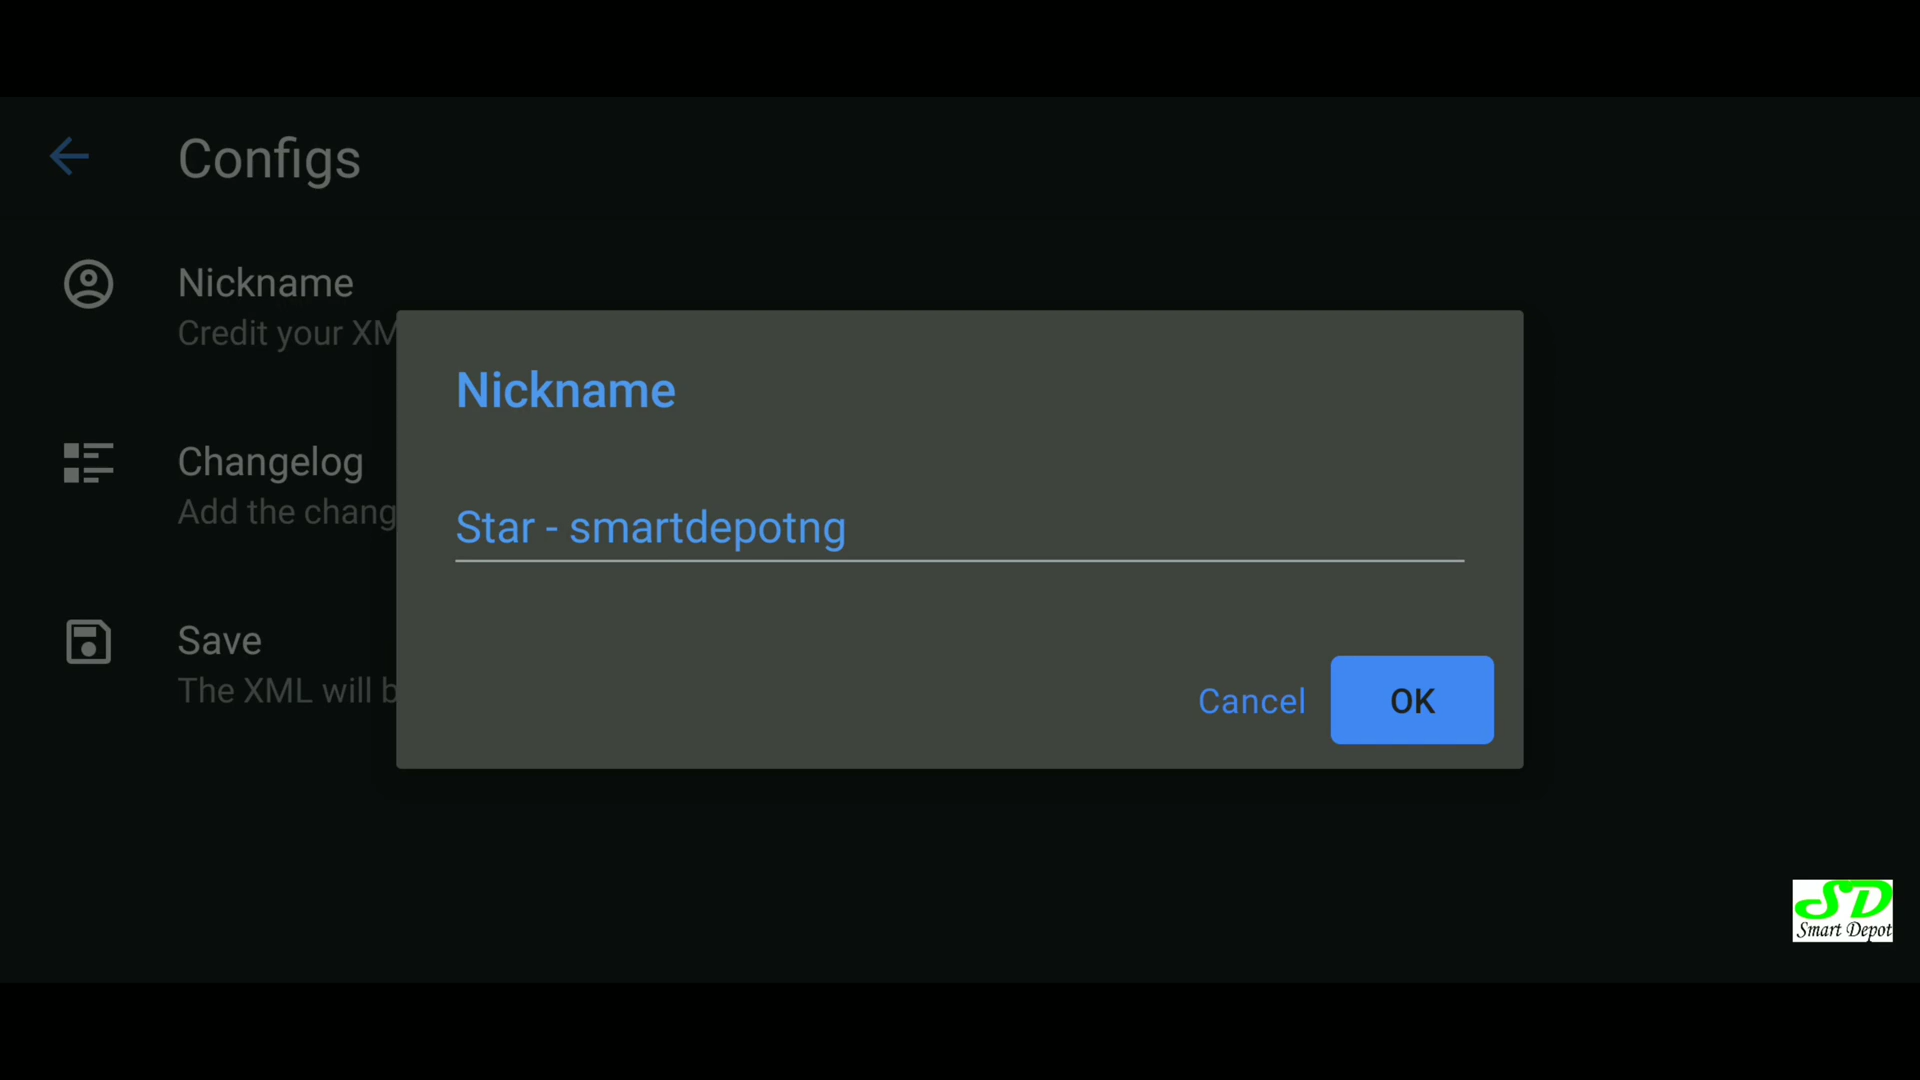 Configs
Nickname
Credit your XM
Changelog
Add the chang
Save
The XML will b
Nickname
Star - smartdepotng
Cancel
OK
SD
Smart Depot